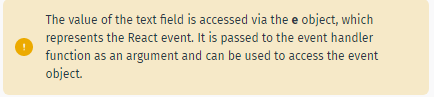 The value of the text field is accessed via the e object, which
represents the React event. It is passed to the event handler
function as an argument and can be used to access the event
object.